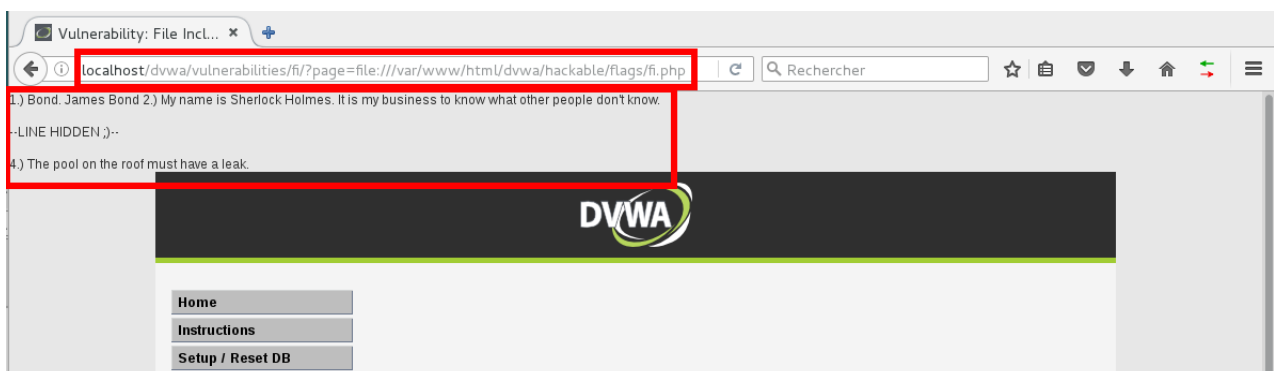 Vulnerability: File Incl...
localhost/dvwa/vulnerabilities/fi/?page=file:///var/www/html/dvwa/hackable/flags/fi.php
Rechercher
1.) Bond. James Bond 2.) My name is Sherlock Holmes. It is my business to know what other people don't know.
--LINE HIDDEN ;)--
4.) The pool on the roof must have a leak.
DVWA
Home
Instructions
Setup / Reset DB